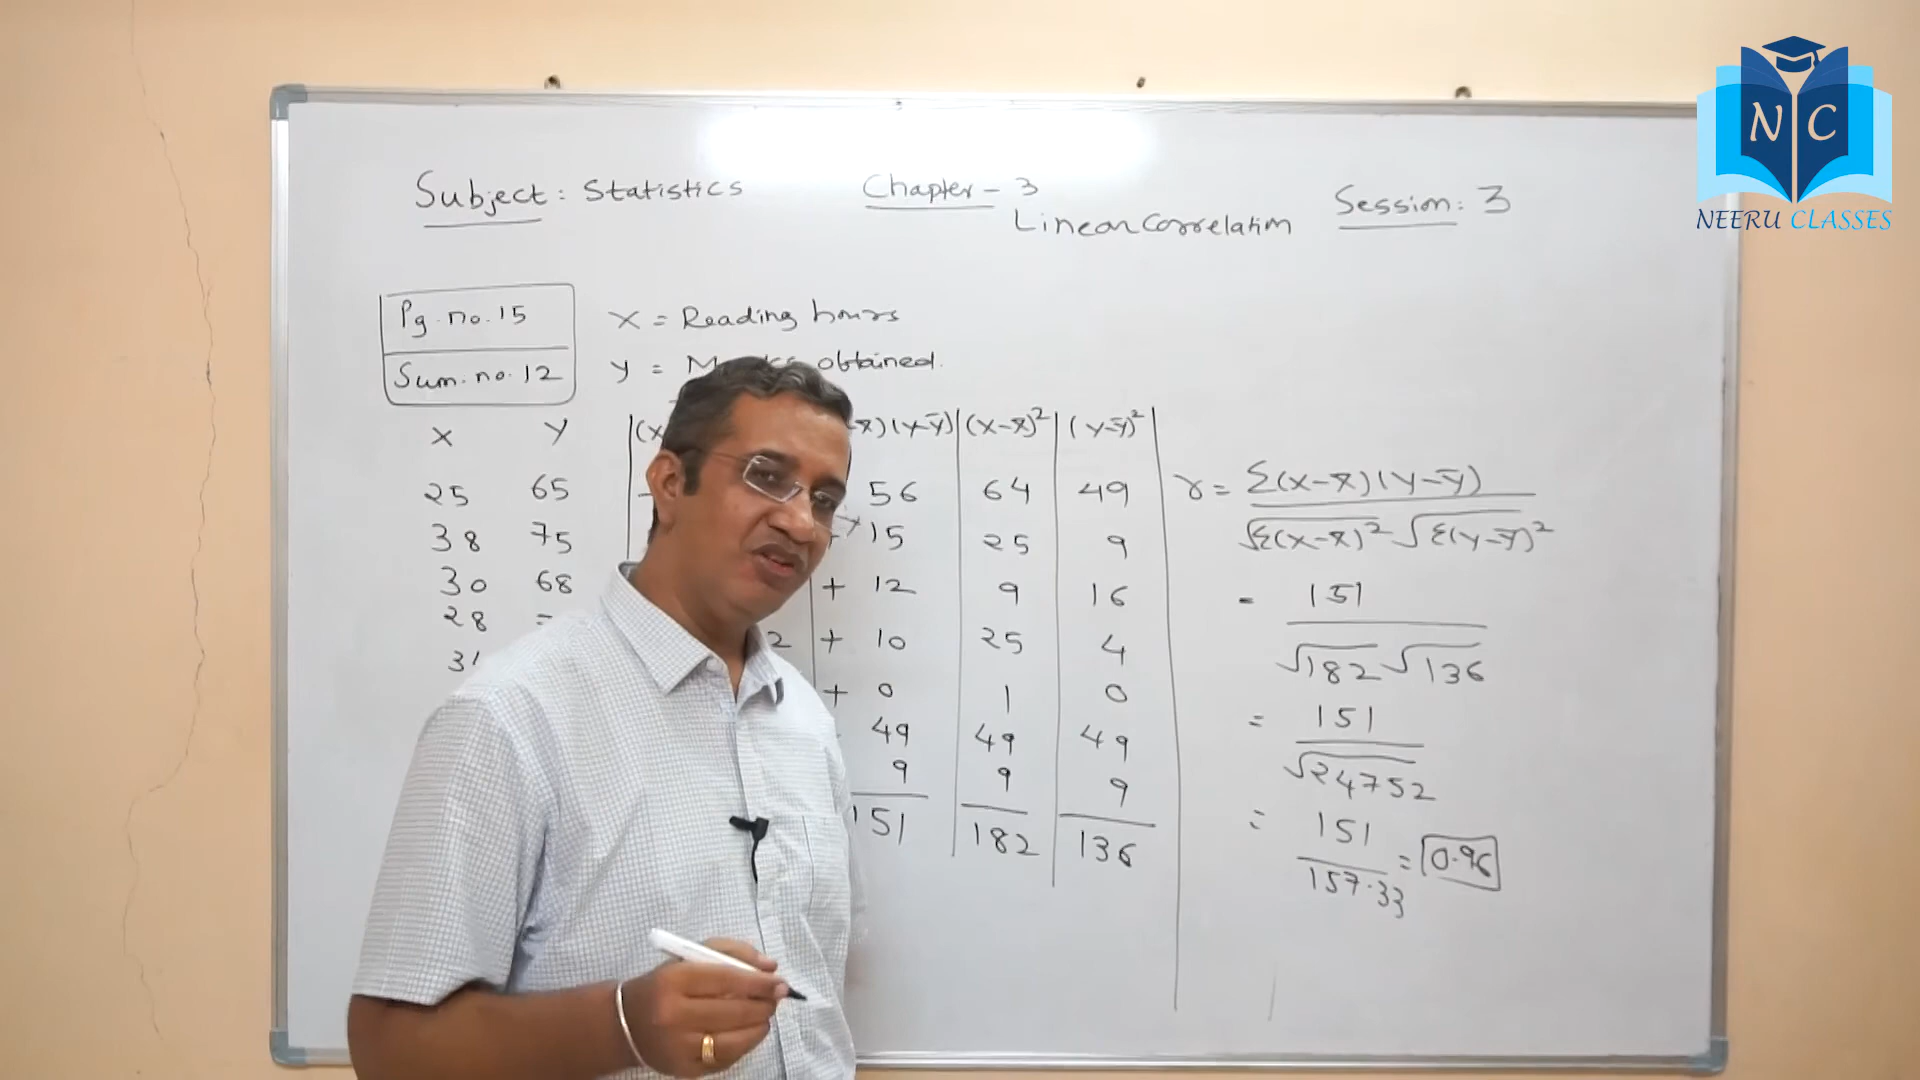 N C
NEERU CLASSES
Subject: Statistics Chapter - 3 Session: 3
Linear Correlation
Pg. no. 15
Sum. no. 12
X = Reading hours
Y = obtained.
X Y (x x̄)(y-ȳ) (x-x̄)² (y-ȳ)²
25 65 56 64 49
38 75 + 15 25 9
30 68 + 12 9 16
28 2 + 10 25 4
31 + 0 1 0
49 49 49
9 9 9
151 182 136
r = Σ(x-x̄)(y-ȳ)
√Σ(x-x̄)² √Σ(y-ȳ)²
= 151
√182 √136
= 151
√24752
= 151
157.33 = 0.96